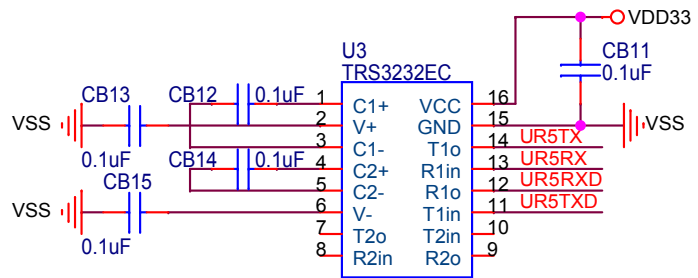 VDD33
U3
TRS3232EC
CB11
0.1uF
CB13
CB12
0.1uF
1
C1+
VCC
16
VSS
2
V+
GND
15
VSS
0.1uF
3
C1-
T1o
14
UR5TX
CB14
0.1uF
4
C2+
R1in
13
UR5RX
CB15
5
C2-
R1o
12
UR5RXD
VSS
6
V-
T1in
11
UR5TXD
0.1uF
7
T2o
T2in
10
8
R2in
R2o
9